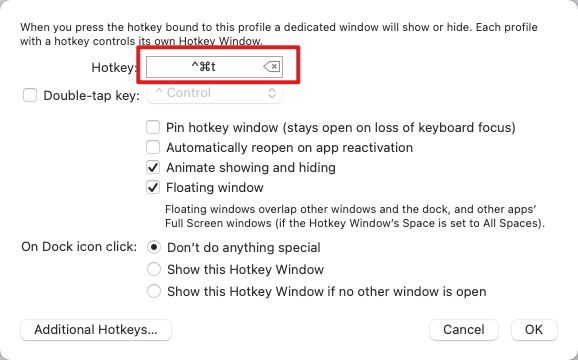 When you press the hotkey bound to this profile a dedicated window will show or hide. Each profile
with a hotkey controls its own Hotkey Window.
Hotkey: ^⌘t
Double-tap key: ^ Control
Pin hotkey window (stays open on loss of keyboard focus)
Automatically reopen on app reactivation
Animate showing and hiding
Floating window
Floating windows overlap other windows and the dock, and other apps'
Full Screen windows (if the Hotkey Window's Space is set to All Spaces).
On Dock icon click: Don't do anything special
Show this Hotkey Window
Show this Hotkey Window if no other window is open
Additional Hotkeys... Cancel OK